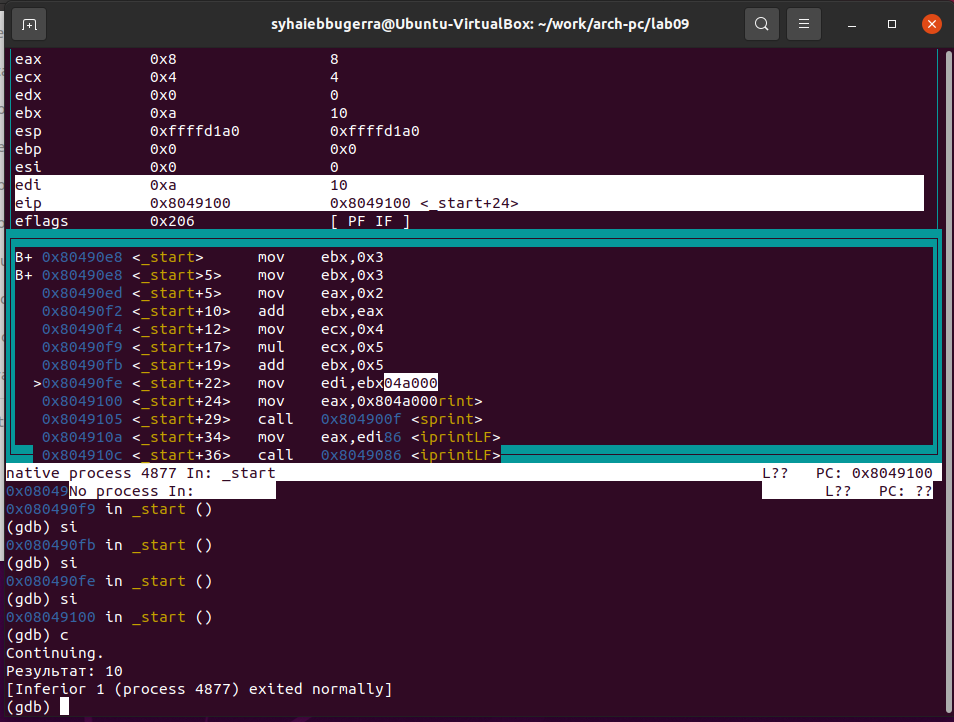 syhaiebbugerra@Ubuntu-VirtualBox: ~/work/arch-pc/lab09
eax 0x8 8
ecx 0x4 4
edx 0x0 0
ebx 0xa 10
esp 0xffffd1a0 0xffffd1a0
ebp 0x0 0x0
esi 0x0 0
edi 0xa 10
eip 0x8049100 0x8049100 <_start+24>
eflags 0x206 [ PF IF ]
B+ 0x80490e8 <_start> mov ebx,0x3
B+ 0x80490e8 <_start>5> mov ebx,0x3
0x80490ed <_start+5> mov eax,0x2
0x80490f2 <_start+10> add ebx,eax
0x80490f4 <_start+12> mov ecx,0x4
0x80490f9 <_start+17> mul ecx,0x5
0x80490fb <_start+19> add ebx,0x5
>0x80490fe <_start+22> mov edi,ebx04a000
0x8049100 <_start+24> mov eax,0x804a000rint>
0x8049105 <_start+29> call 0x804900f <sprint>
0x804910a <_start+34> mov eax,edi86 <iprintLF>
0x804910c <_start+36> call 0x8049086 <iprintLF>
native process 4877 In: _start L?? PC: 0x8049100
0x08049No process In: L?? PC: ??
0x080490f9 in _start ()
(gdb) si
0x080490fb in _start ()
(gdb) si
0x080490fe in _start ()
(gdb) si
0x08049100 in _start ()
(gdb) c
Continuing.
Результат: 10
[Inferior 1 (process 4877) exited normally]
(gdb)